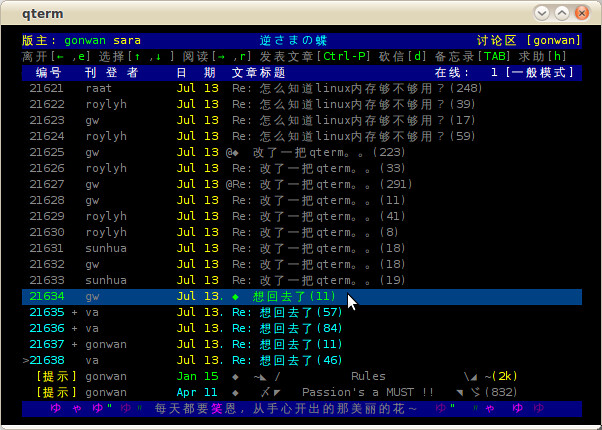 qterm
版主: gonwan sara 逆さまの蝶 讨论区 [gonwan]
离开[← ,e] 选择[↑ ,↓ ] 阅读[→ ,r] 发表文章[Ctrl-P] 砍信[d] 备忘录[TAB] 求助[h]
编号 刊 登 者 日 期 文章标题 在线: 1 [一般模式]
21621 raat Jul 13 Re: 怎么知道linux内存够不够用？(248)
21622 roylyh Jul 13 Re: 怎么知道linux内存够不够用？(39)
21623 gw Jul 13 Re: 怎么知道linux内存够不够用？(17)
21624 roylyh Jul 13 Re: 怎么知道linux内存够不够用？(59)
21625 gw Jul 13 @◆ 改了一把qterm。。(223)
21626 roylyh Jul 13 Re: 改了一把qterm。。(33)
21627 gw Jul 13 @Re: 改了一把qterm。。(291)
21628 gw Jul 13 Re: 改了一把qterm。。(11)
21629 roylyh Jul 13 Re: 改了一把qterm。。(41)
21630 roylyh Jul 13 Re: 改了一把qterm。。(8)
21631 sunhua Jul 13 Re: 改了一把qterm。。(18)
21632 gw Jul 13 Re: 改了一把qterm。。(18)
21633 sunhua Jul 13 Re: 改了一把qterm。。(19)
21634 gw Jul 13. ◆ 想回去了(11)
21635 + va Jul 13. Re: 想回去了(57)
21636 + va Jul 13. Re: 想回去了(84)
21637 + gonwan Jul 13. Re: 想回去了(11)
>21638 va Jul 13. Re: 想回去了(46)
[提示] gonwan Jan 15 ◆ ~◣ / Rules \◢ ~(2k)
[提示] gonwan Apr 11 ◆ 〆◤ Passion's a MUST !! ◥ ゞ(832)
ゆ ゃ ゆ" ゆ〃 每天都要笑恩, 从手心开出的那美丽的花～ ゆ" 〃ゃ ゆ ゆ